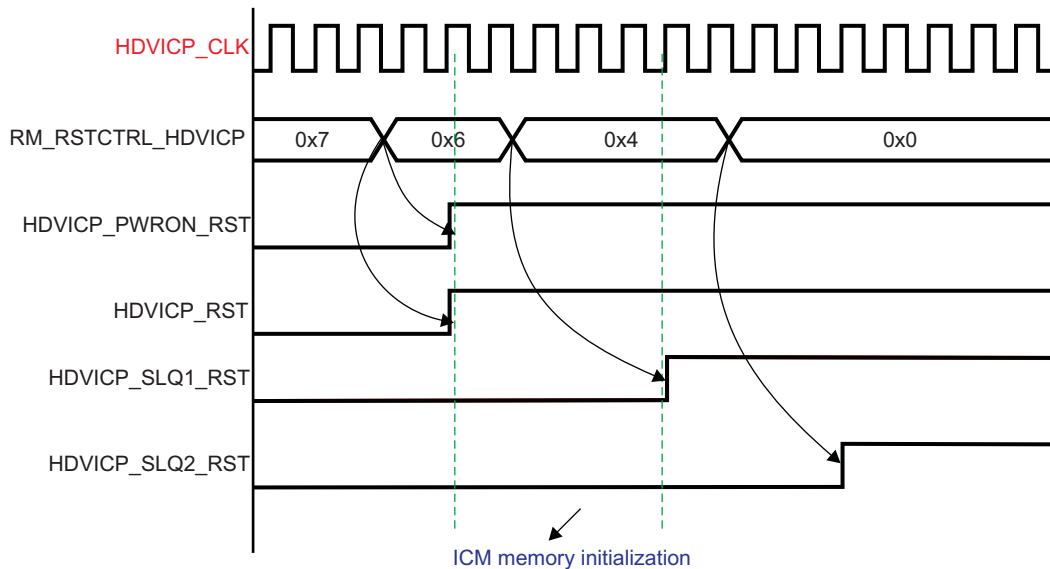 HDVICP_CLK
RM_RSTCTRL_HDVICP
0x7
0x6
0x4
0x0
HDVICP_PWRON_RST
HDVICP_RST
HDVICP_SLQ1_RST
HDVICP_SLQ2_RST
ICM memory initialization